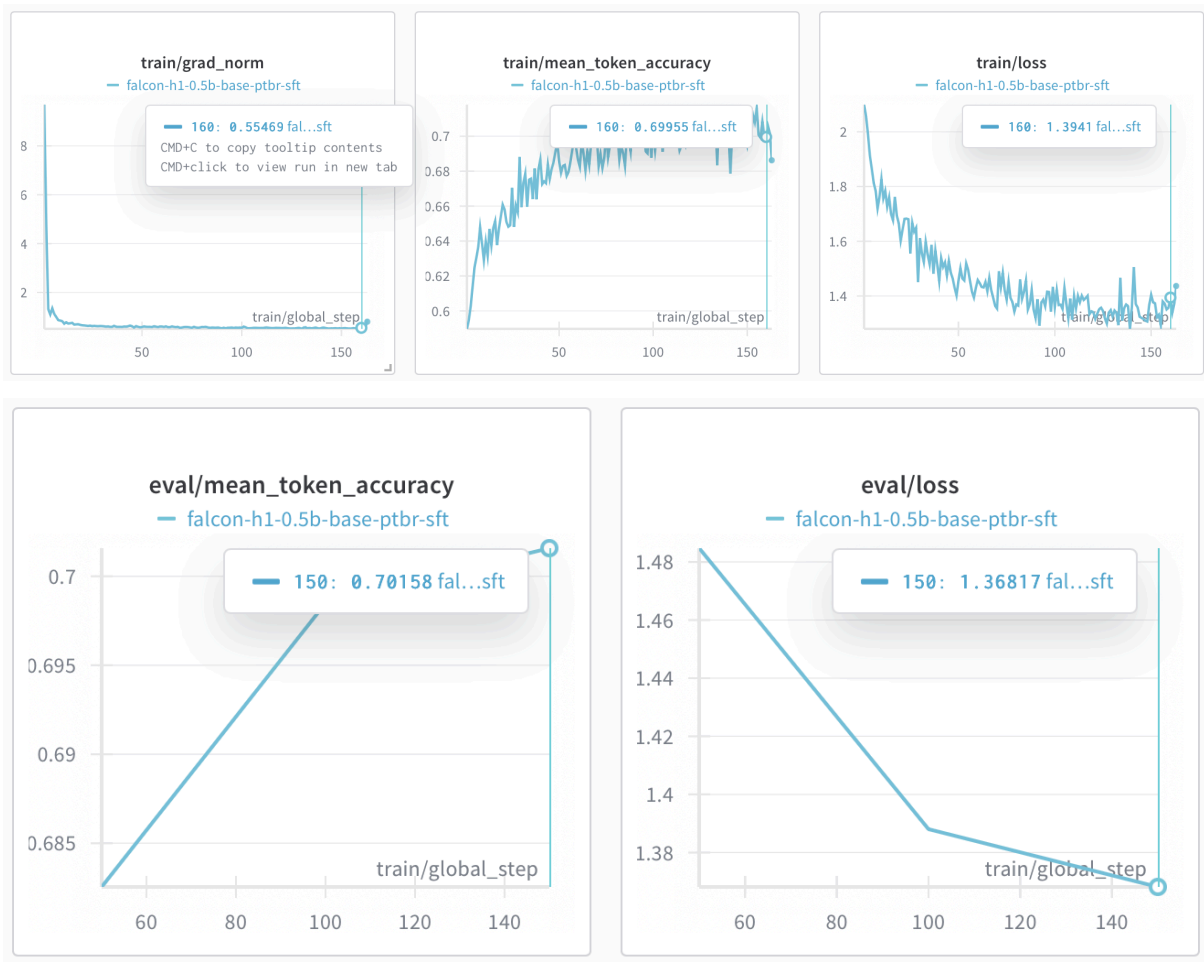 train/grad_norm
falcon-h1-0.5b-base-ptbr-sft
160: 0.55469 fal...sft
CMD+C to copy tooltip contents
CMD+click to view run in new tab
8
6
4
2
train/global_step
50
100
150
train/mean_token_accuracy
falcon-h1-0.5b-base-ptbr-sft
160: 0.69955 fal...sft
0.7
0.66
0.64
0.62
0.6
train/global_step
50
100
150
train/loss
falcon-h1-0.5b-base-ptbr-sft
160: 1.3941 fal...sft
2
1.8
1.6
1.4
train/global_step
50
100
150
eval/mean_token_accuracy
falcon-h1-0.5b-base-ptbr-sft
150: 0.70158 fal...sft
0.7
0.695
0.69
0.685
train/global_step
60
80
100
120
140
eval/loss
falcon-h1-0.5b-base-ptbr-sft
150: 1.36817 fal...sft
1.48
1.46
1.44
1.42
1.4
1.38
train/global_step
60
80
100
120
140